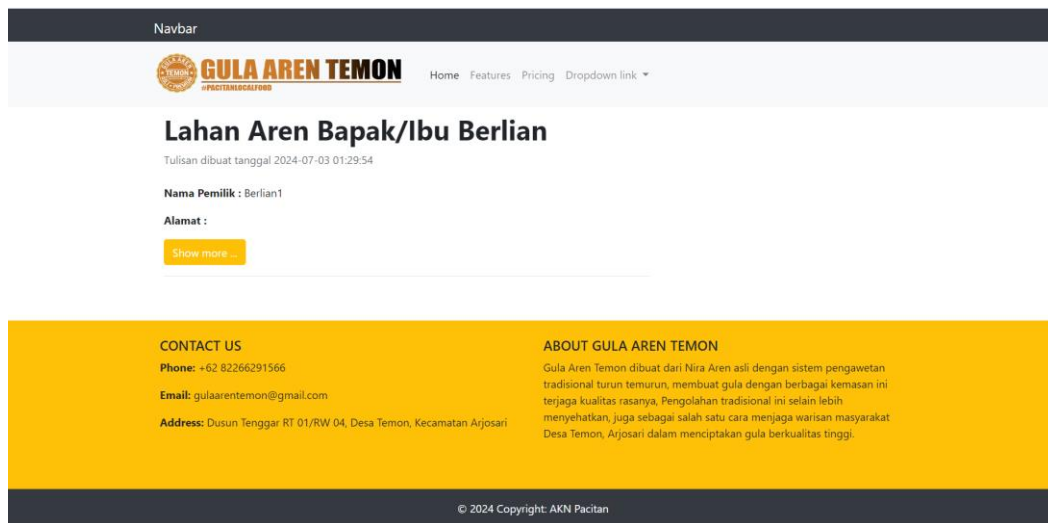 Navbar
TEMON
GULA AREN TEMON
#PACITANLOCALFOOD
Home Features Pricing Dropdown link
Lahan Aren Bapak/Ibu Berlian
Tulisan dibuat tanggal 2024-07-03 01:29:54
Nama Pemilik : Berlian1
Alamat :
Show more ...
CONTACT US
Phone: +62 82266291566
Email: gulaarentemon@gmail.com
Address: Dusun Tenggar RT 01/RW 04, Desa Temon, Kecamatan Arjosari
ABOUT GULA AREN TEMON
Gula Aren Temon dibuat dari Nira Aren asli dengan sistem pengawetan
tradisional turun temurun, membuat gula dengan berbagai kemasan ini
terjaga kualitas rasanya, Pengolahan tradisional ini selain lebih
menyehatkan, juga sebagai salah satu cara menjaga warisan masyarakat
Desa Temon, Arjosari dalam menciptakan gula berkualitas tinggi.
© 2024 Copyright: AKN Pacitan